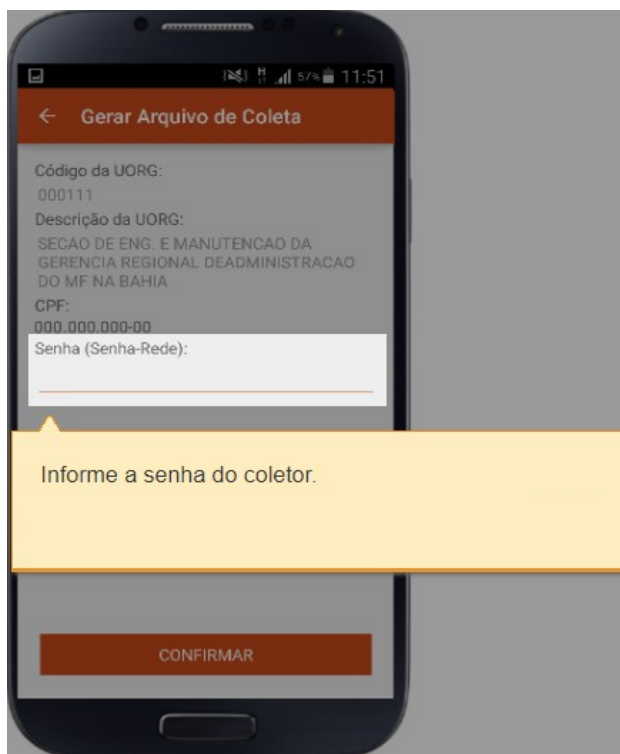 57% 11:51
Gerar Arquivo de Coleta
Código da UORG:
000111
Descrição da UORG:
SECAO DE ENG. E MANUTENCAO DA
GERENCIA REGIONAL DEADMINISTRACAO
DO MF NA BAHIA
CPF:
000.000.000-00
Senha (Senha-Rede):
Informe a senha do coletor.
CONFIRMAR